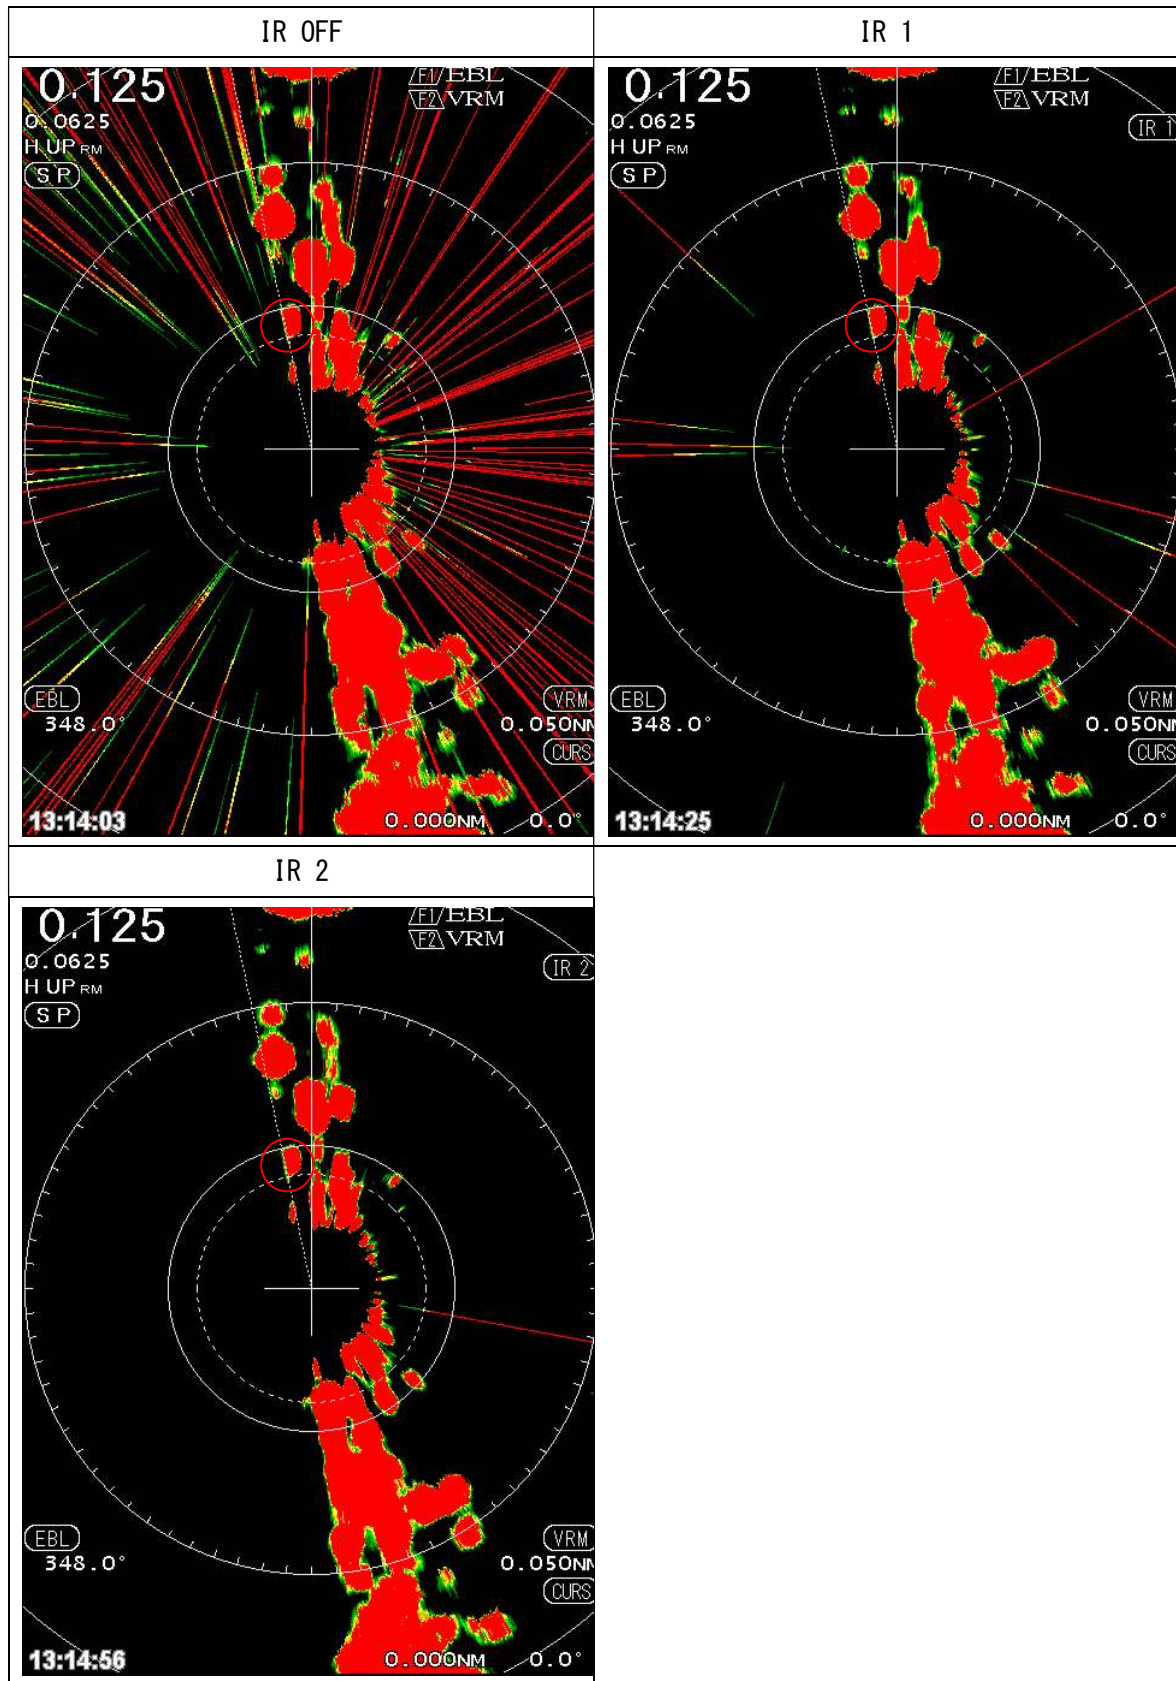 IR OFF
IR 1
0.125
0.0625
H UP RM
S P
F1 EBL
F2 VRM
EBL
348.0°
VRM
0.050NM
CURS
13:14:03
0.000NM 0.0°
0.125
0.0625
H UP RM
S P
F1 EBL
F2 VRM
IR 1
EBL
348.0°
VRM
0.050NM
CURS
13:14:25
0.000NM 0.0°
IR 2
0.125
0.0625
H UP RM
S P
F1 EBL
F2 VRM
IR 2
EBL
348.0°
VRM
0.050NM
CURS
13:14:56
0.000NM 0.0°